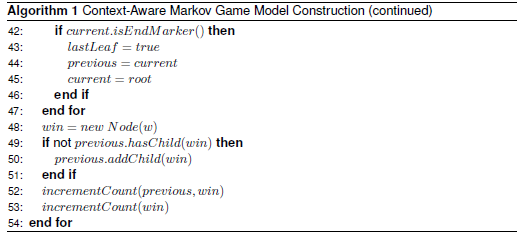 Algorithm 1 Context-Aware Markov Game Model Construction (continued)
42: if current.isEndMarker() then
43: lastLeaf = true
44: previous = current
45: current = root
46: end if
47: end for
48: win = new Node(w)
49: if not previous.hasChild(win) then
50: previous.addChild(win)
51: end if
52: incrementCount(previous, win)
53: incrementCount(win)
54: end for